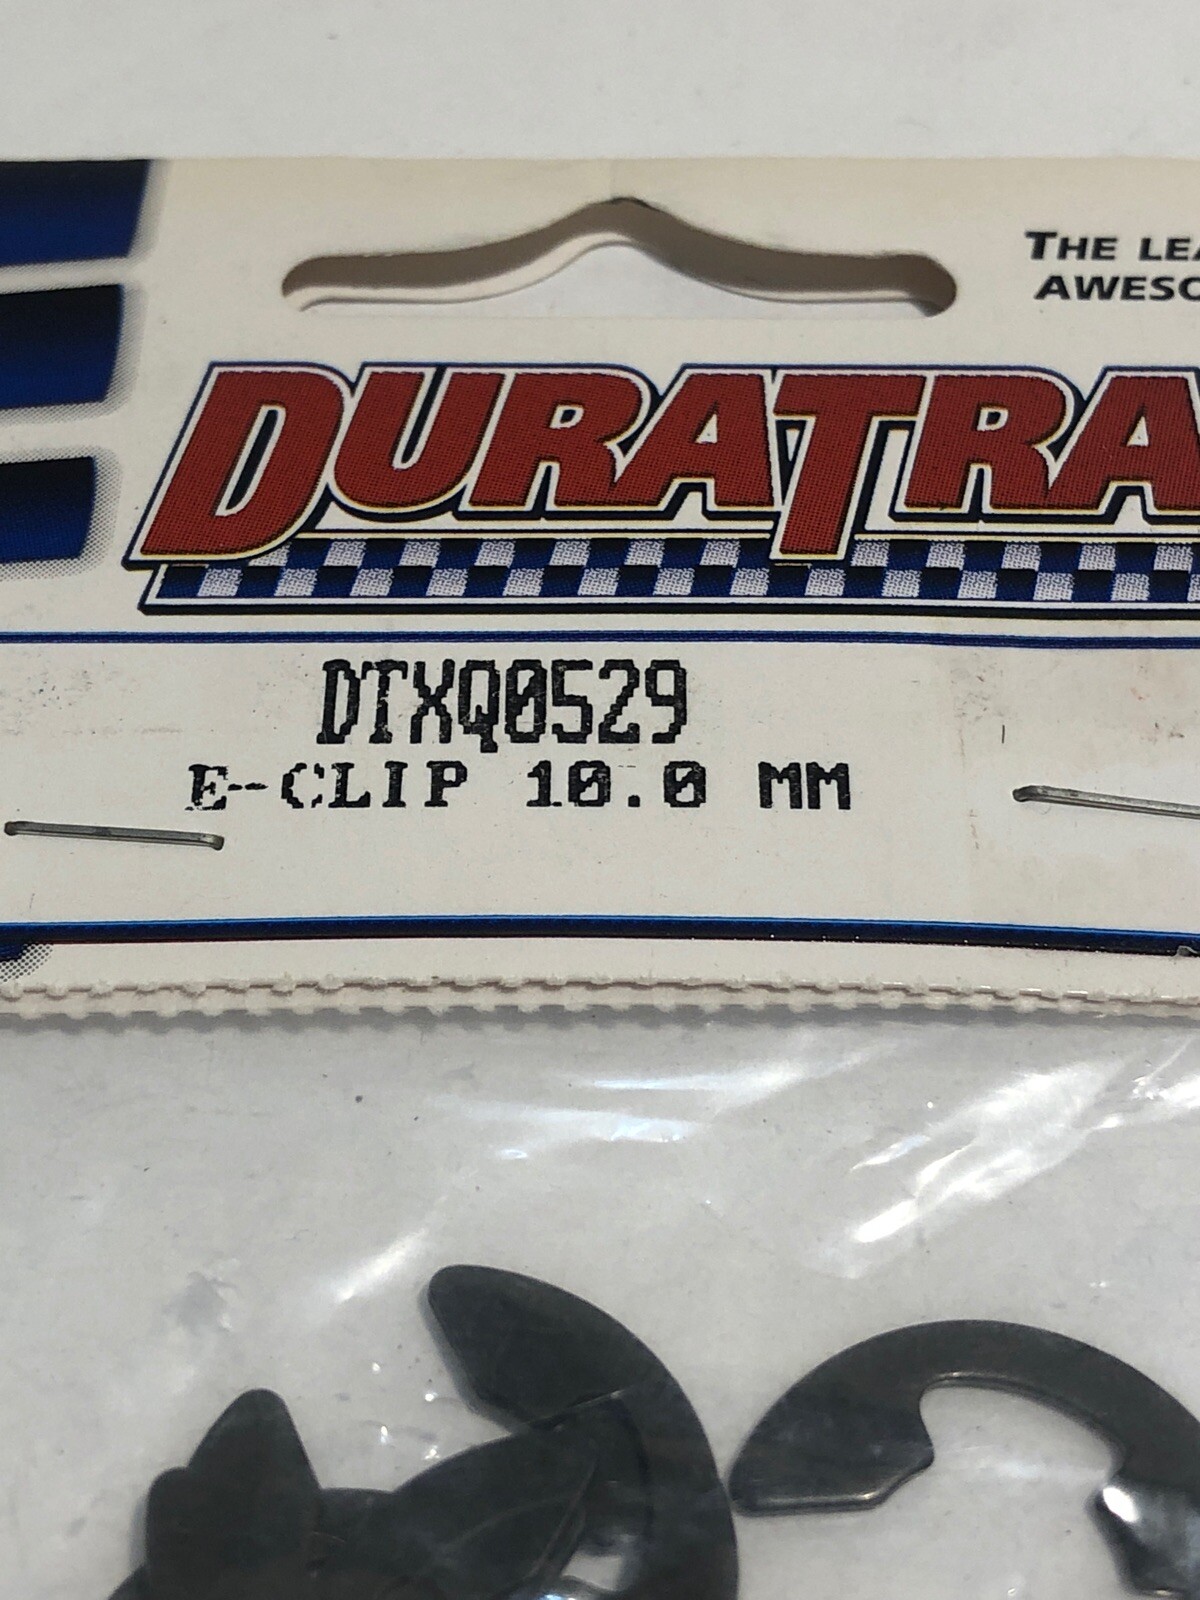 THE LEA
AWESO
DURATRA
DTXQ0529
E-CLIP 10.0 MM